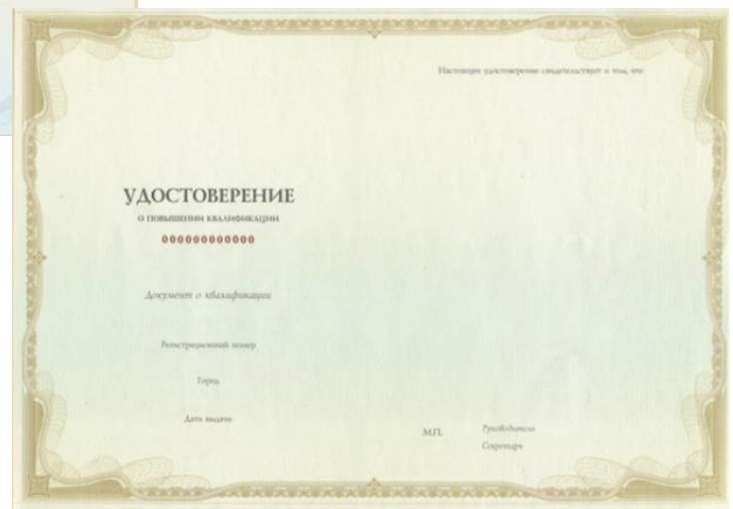 УДОСТОВЕРЕНИЕ
О ПОВЫШЕНИИ КВАЛИФИКАЦИИ
000000000000
Документ о квалификации
Регистрационный номер
Город
Дата выдачи
Настоящее удостоверение свидетельствует о том, что
М.П.
Руководитель
Секретарь